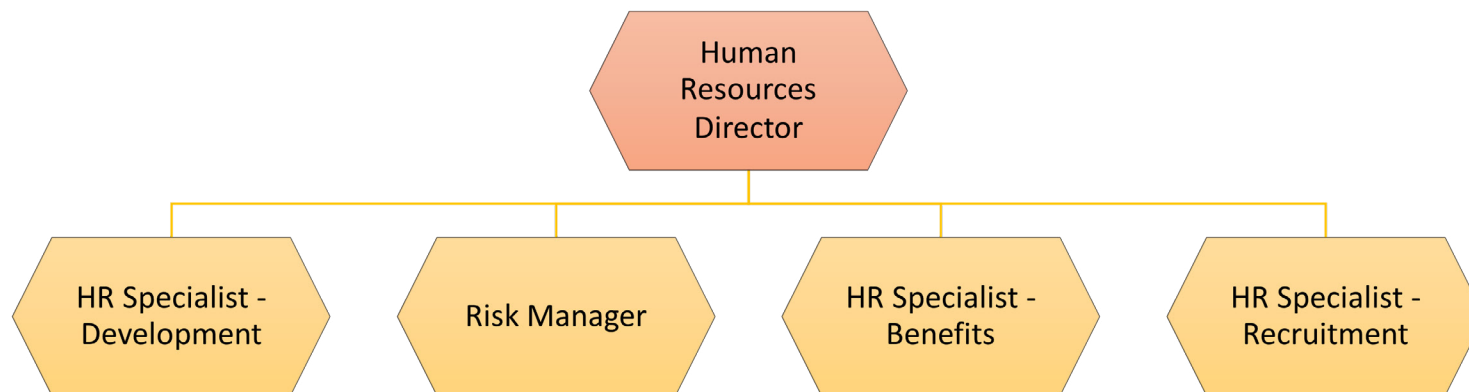 Human
Resources
Director
HR Specialist -
Development
Risk Manager
HR Specialist -
Benefits
HR Specialist -
Recruitment